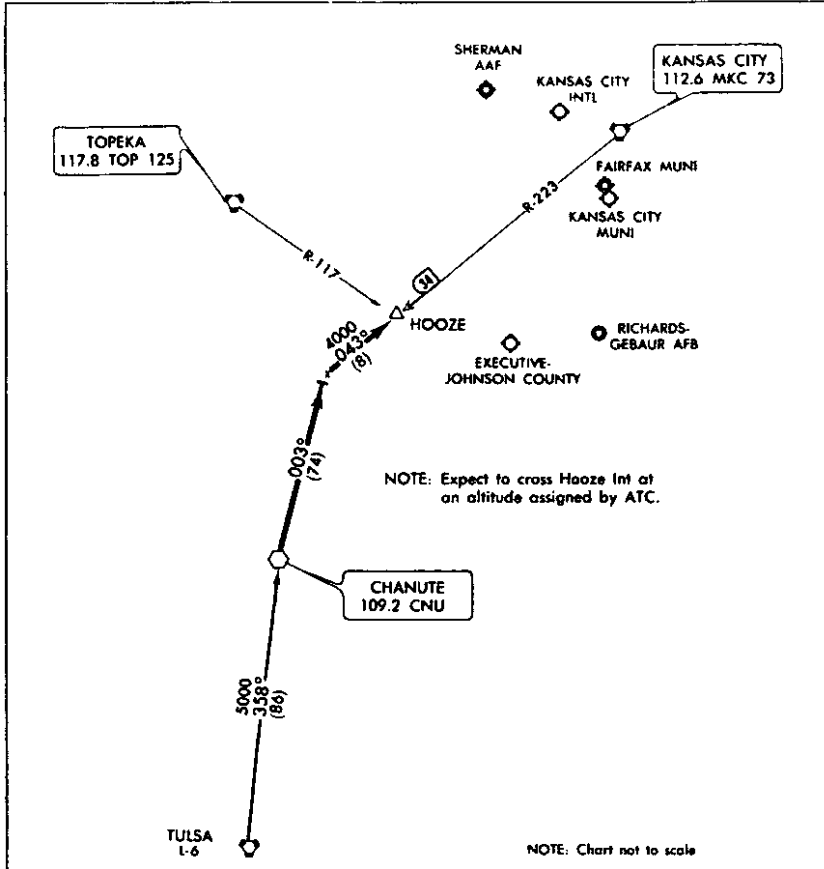 SHERMAN
AAF
KANSAS CITY
INTL
KANSAS CITY
112.6 MKC 73
TOPEKA
117.8 TOP 125
FAIRFAX MUNI
KANSAS CITY
MUNI
R-223
R-117
34
HOOZE
4000
043°
(8)
RICHARDS-
GEBAUR AFB
EXECUTIVE-
JOHNSON COUNTY
003°
(74)
NOTE: Expect to cross Hooze Int at
an altitude assigned by ATC.
CHANUTE
109.2 CNU
5000
358°
(86)
TULSA
L-6
NOTE: Chart not to scale